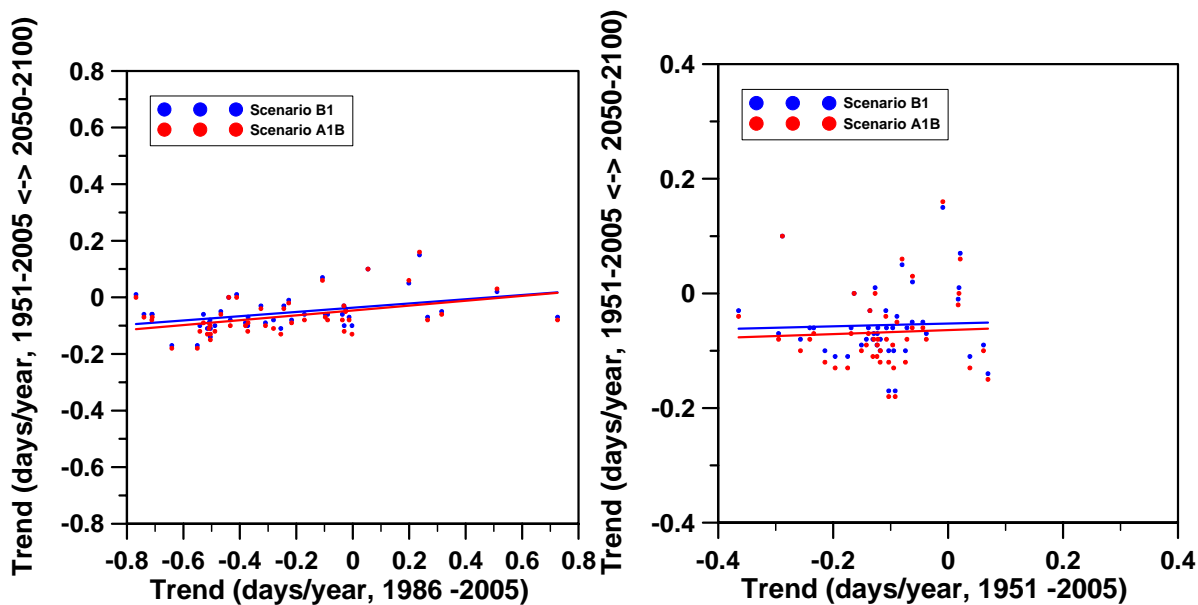 Trend (days/year, 1951-2005 <-> 2050-2100)
0.8
0.6
0.4
0.2
0
-0.2
-0.4
-0.6
-0.8
Scenario B1
Scenario A1B
-0.8 -0.6 -0.4 -0.2 0 0.2 0.4 0.6 0.8
Trend (days/year, 1986 -2005)
Trend (days/year, 1951-2005 <-> 2050-2100)
0.4
0.2
0
-0.2
-0.4
Scenario B1
Scenario A1B
-0.4 -0.2 0 0.2 0.4
Trend (days/year, 1951 -2005)